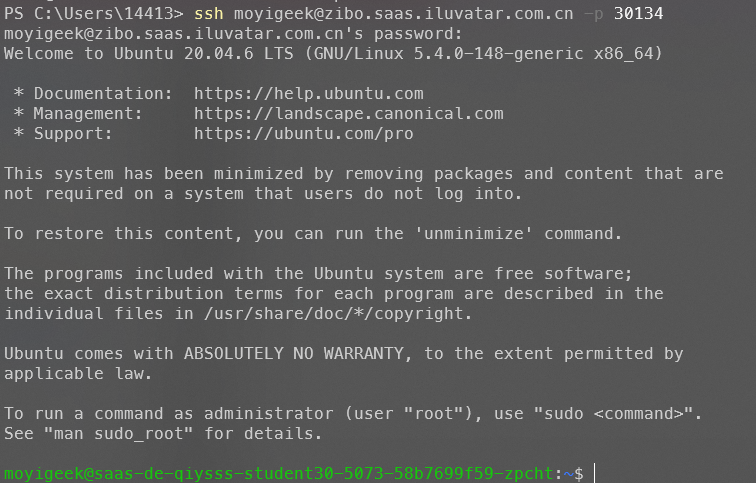 PS C:\Users\14413> ssh moyigeek@zibo.saas.iluvatar.com.cn -p 30134
moyigeek@zibo.saas.iluvatar.com.cn's password:
Welcome to Ubuntu 20.04.6 LTS (GNU/Linux 5.4.0-148-generic x86_64)

 * Documentation:  https://help.ubuntu.com
 * Management:     https://landscape.canonical.com
 * Support:        https://ubuntu.com/pro

This system has been minimized by removing packages and content that are
not required on a system that users do not log into.

To restore this content, you can run the 'unminimize' command.

The programs included with the Ubuntu system are free software;
the exact distribution terms for each program are described in the
individual files in /usr/share/doc/*/copyright.

Ubuntu comes with ABSOLUTELY NO WARRANTY, to the extent permitted by
applicable law.

To run a command as administrator (user "root"), use "sudo <command>".
See "man sudo_root" for details.

moyigeek@saas-de-qiysss-student30-5073-58b7699f59-zpcht:~$